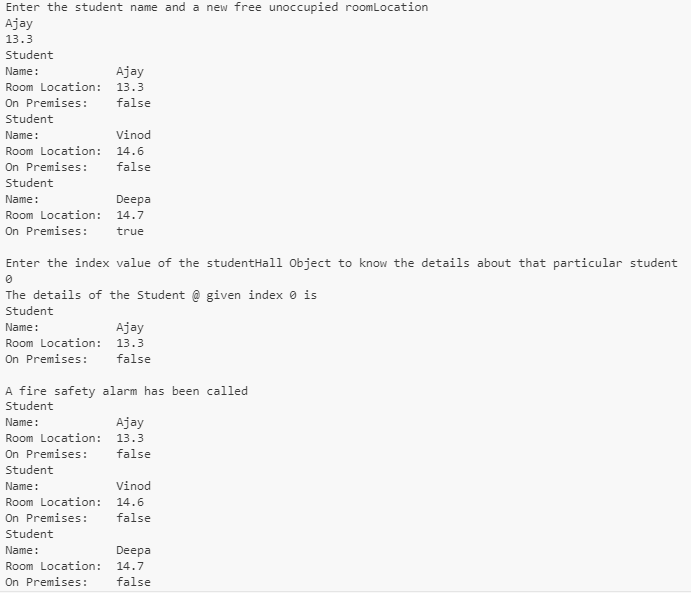 Enter the student name and a new free unoccupied roomLocation
Ajay
13.3
Student
Name:           Ajay
Room Location:  13.3
On Premises:    false
Student
Name:           Vinod
Room Location:  14.6
On Premises:    false
Student
Name:           Deepa
Room Location:  14.7
On Premises:    true

Enter the index value of the studentHall Object to know the details about that particular student
0
The details of the Student @ given index 0 is
Student
Name:           Ajay
Room Location:  13.3
On Premises:    false

A fire safety alarm has been called
Student
Name:           Ajay
Room Location:  13.3
On Premises:    false
Student
Name:           Vinod
Room Location:  14.6
On Premises:    false
Student
Name:           Deepa
Room Location:  14.7
On Premises:    false